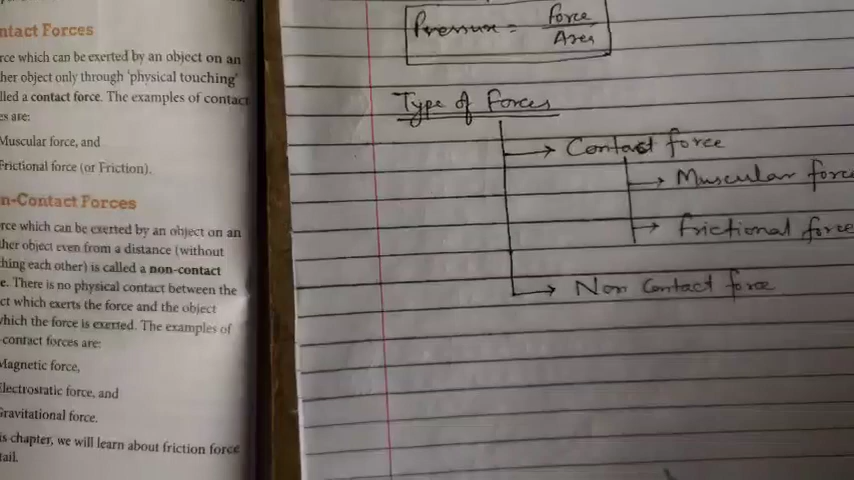 ntact Forces
rce which can be exerted by an object on an
her object only through 'physical touching'
lled a contact force. The examples of contact
es are:
Muscular force, and
Frictional force (or Friction).
n-Contact Forces
rce which can be exerted by an object on an
ther object even from a distance (without
ching each other) is called a non-contact
e. There is no physical contact between the
ct which exerts the force and the object
which the force is exerted. The examples of
-contact forces are:
Magnetic force,
Electrostatic force, and
Gravitational force.
is chapter, we will learn about friction force
tail.
Pressure = Force
Area
Type of Forces
Contact force
Muscular force
frictional force
Non Contact force